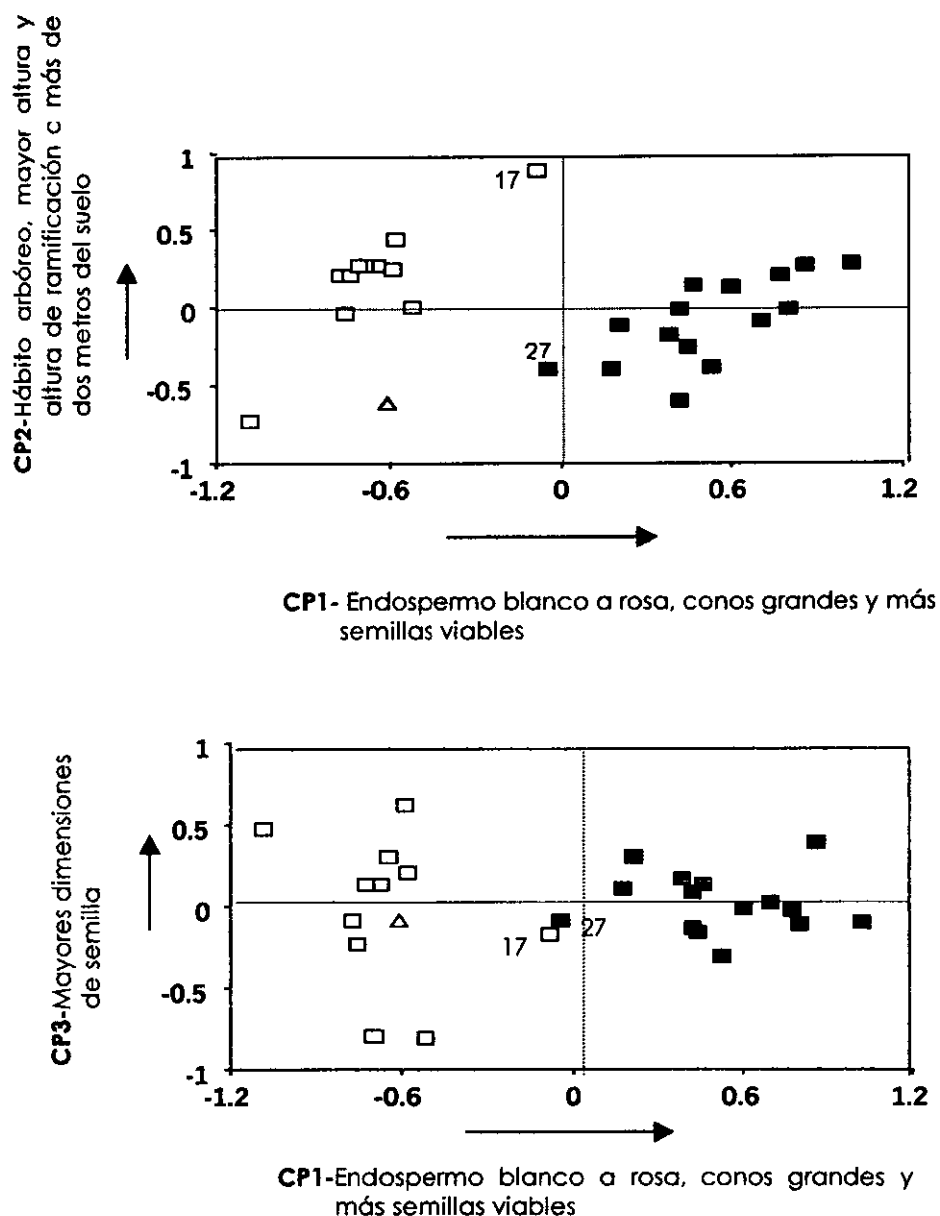 CP2-Hábito arbóreo, mayor altura y
altura de ramificación c más de
dos metros del suelo
1
0.5
0
-0.5
-1
17
27
-1.2
-0.6
0
0.6
1.2
CP1- Endospermo blanco a rosa, conos grandes y más
semillas viables
CP3-Mayores dimensiones
de semilla
1
0.5
0
-0.5
-1
17
27
-1.2
-0.6
0
0.6
1.2
CP1-Endospermo blanco a rosa, conos grandes y
más semillas viables